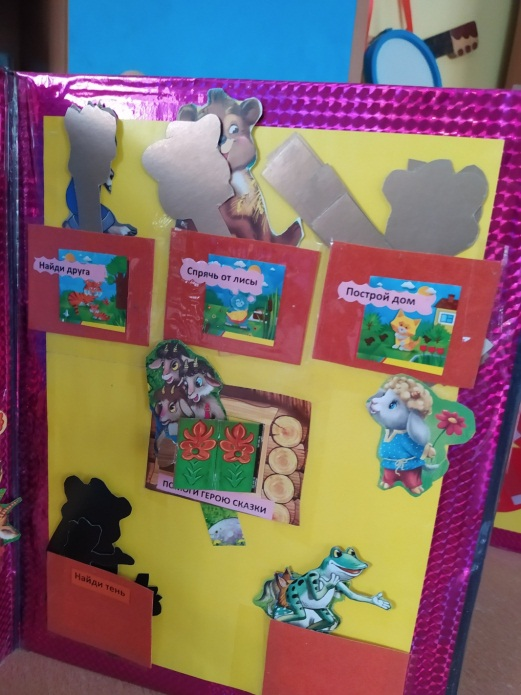 Найди друга
Спрячь от лисы
Построй дом
ПОМОГИ ГЕРОЮ СКАЗКИ
Найди тень